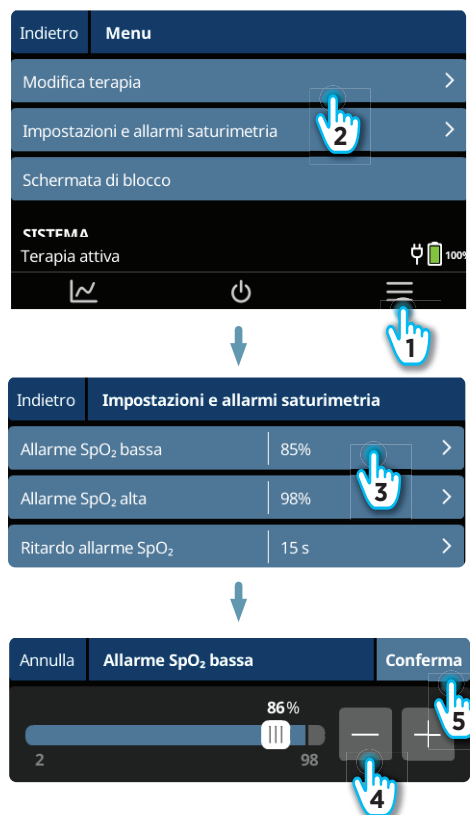 Indietro Menu
Modifica terapia
2
Impostazioni e allarmi saturimetria
Schermata di blocco
SISTEMA
Terapia attiva 100%
1
Indietro Impostazioni e allarmi saturimetria
Allarme SpO₂ bassa 85%
3
Allarme SpO₂ alta 98%
Ritardo allarme SpO₂ 15 s
Annulla Allarme SpO₂ bassa Conferma
5
86 %
2 98
4